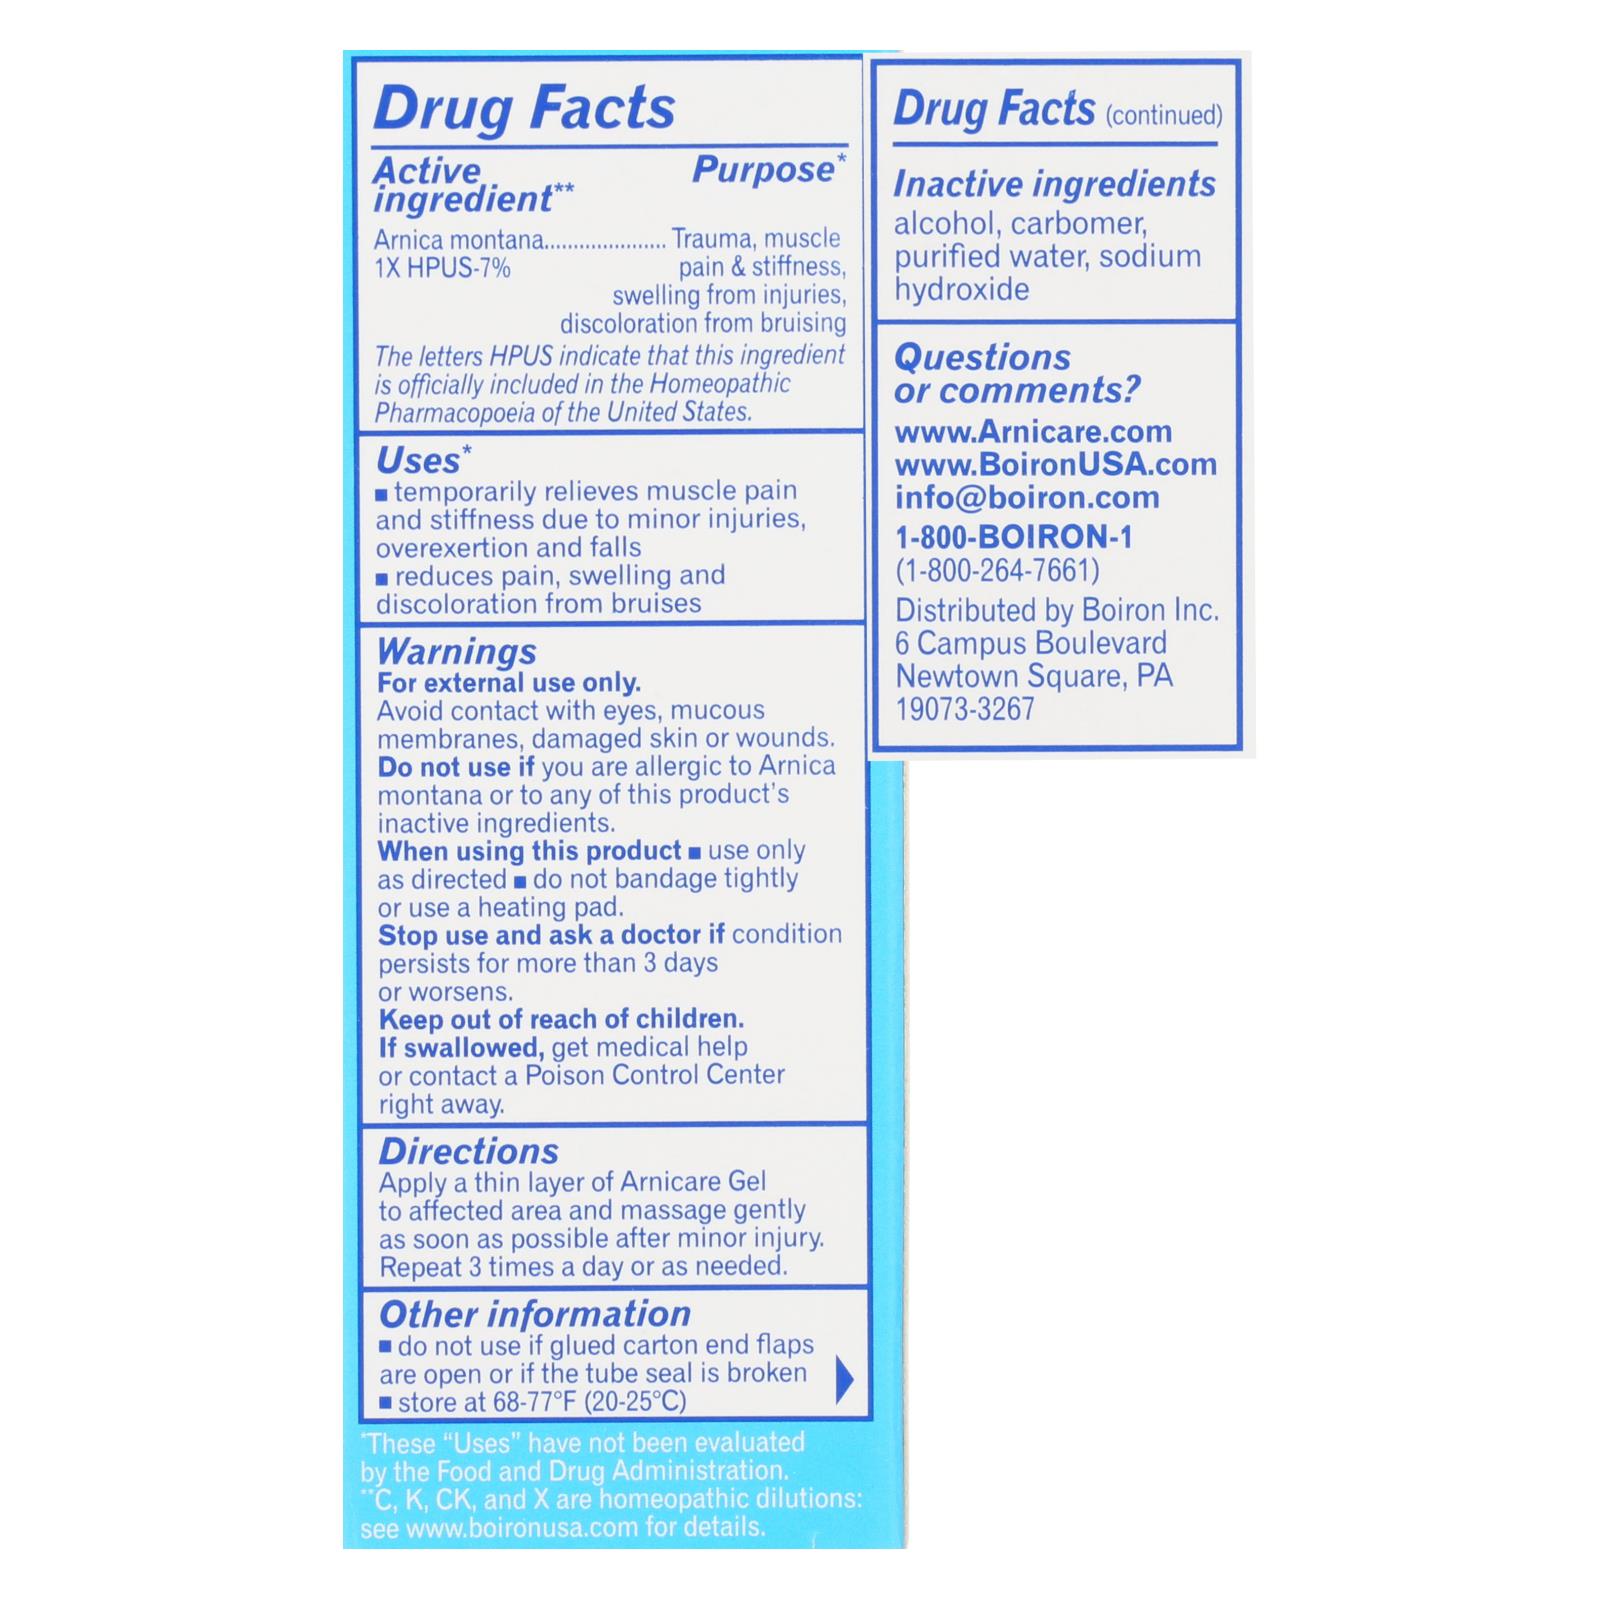 Drug Facts
Active
ingredient** Purpose*
Arnica montana..................... Trauma, muscle
1X HPUS-7% pain & stiffness,
swelling from injuries,
discoloration from bruising
The letters HPUS indicate that this ingredient
is officially included in the Homeopathic
Pharmacopoeia of the United States.
Uses*
■ temporarily relieves muscle pain
and stiffness due to minor injuries,
overexertion and falls
■ reduces pain, swelling and
discoloration from bruises
Warnings
For external use only.
Avoid contact with eyes, mucous
membranes, damaged skin or wounds.
Do not use if you are allergic to Arnica
montana or to any of this product's
inactive ingredients.
When using this product ■ use only
as directed ■ do not bandage tightly
or use a heating pad.
Stop use and ask a doctor if condition
persists for more than 3 days
or worsens.
Keep out of reach of children.
If swallowed, get medical help
or contact a Poison Control Center
right away.
Directions
Apply a thin layer of Arnicare Gel
to affected area and massage gently
as soon as possible after minor injury.
Repeat 3 times a day or as needed.
Other information
■ do not use if glued carton end flaps
are open or if the tube seal is broken
■ store at 68-77°F (20-25°C)
*These “Uses” have not been evaluated
by the Food and Drug Administration.
**C, K, CK, and X are homeopathic dilutions:
see www.boironusa.com for details.
Drug Facts (continued)
Inactive ingredients
alcohol, carbomer,
purified water, sodium
hydroxide
Questions
or comments?
www.Arnicare.com
www.BoironUSA.com
info@boiron.com
1-800-BOIRON-1
(1-800-264-7661)
Distributed by Boiron Inc.
6 Campus Boulevard
Newtown Square, PA
19073-3267